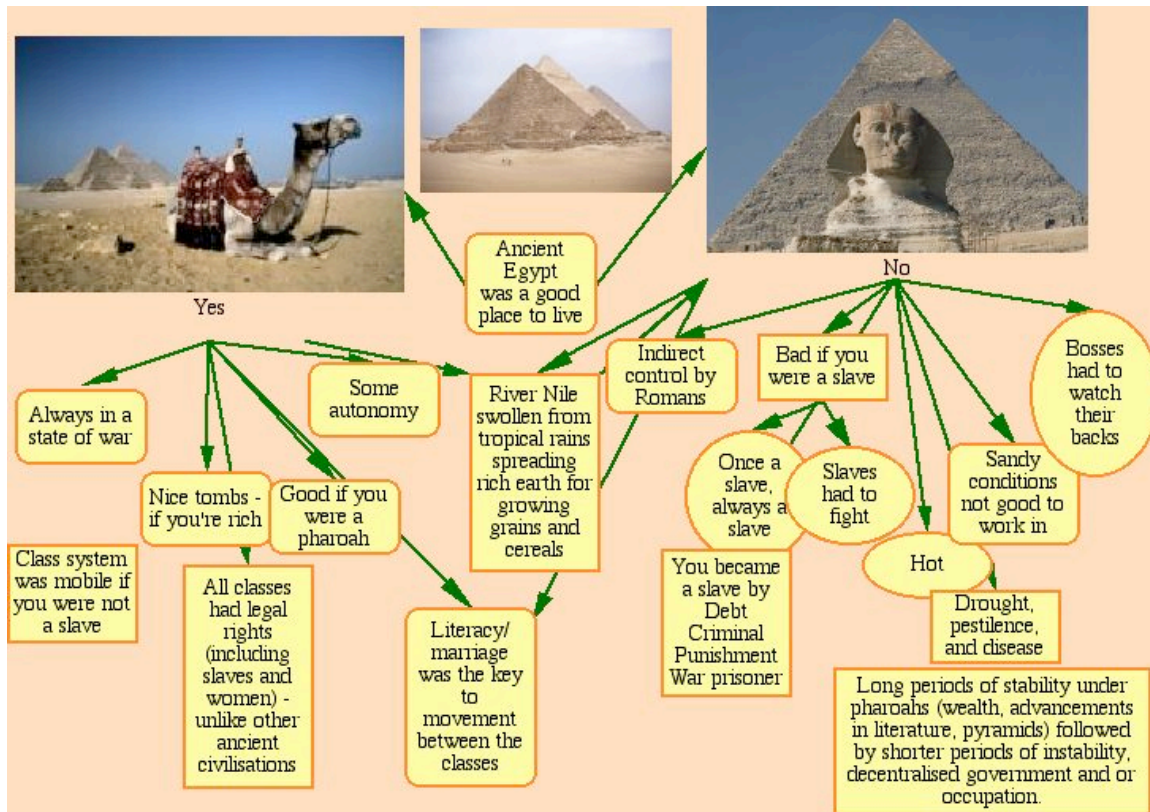 Ancient
Egypt
was a good
place to live
Yes
No
Always in a
state of war
Some
autonomy
Nice tombs -
if you're rich
Good if you
were a
pharoah
Class system
was mobile if
you were not
a slave
All classes
had legal
rights
(including
slaves and
women) -
unlike other
ancient
civilisations
River Nile
swollen from
tropical rains
spreading
rich earth for
growing
grains and
cereals
Literacy/
marriage
was the key
to
movement
between the
classes
Indirect
control by
Romans
Bad if you
were a slave
Once a
slave,
always a
slave
Slaves
had to
fight
You became
a slave by
Debt
Criminal
Punishment
War prisoner
Bosses
had to
watch
their
backs
Sandy
conditions
not good to
work in
Hot
Drought,
pestilence,
and disease
Long periods of stability under
pharoahs (wealth, advancements
in literature, pyramids) followed
by shorter periods of instability,
decentralised government and or
occupation.